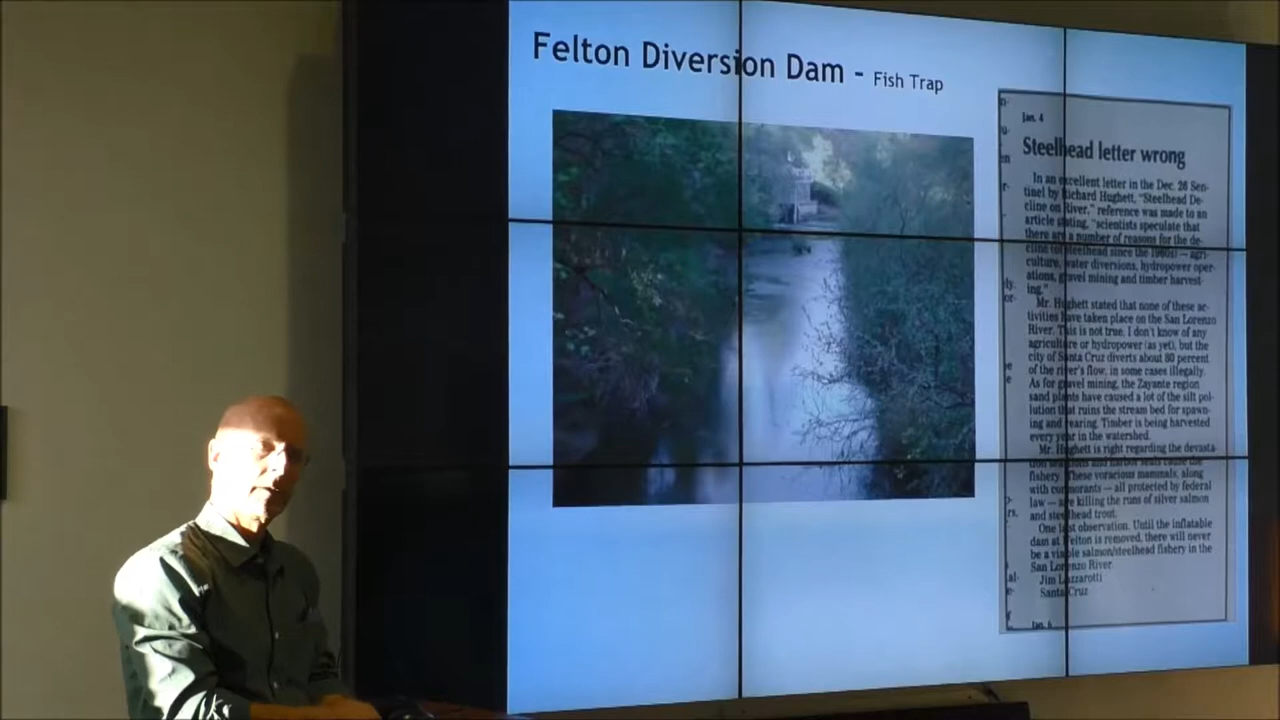 Felton Diversion Dam - Fish Trap
Jan. 4
Steelhead letter wrong
In an excellent letter in the Dec. 26 Sen-
tinel by Richard Hughett, "Steelhead De-
cline on River," reference was made to an
article stating, "scientists speculate that
there are a number of reasons for the de-
cline (of steelhead since the 1960s) — agri-
culture, water diversions, hydropower oper-
ations, gravel mining and timber harvest-
ing."
Mr. Hughett stated that none of these ac-
tivities have taken place on the San Lorenzo
River. This is not true. I don't know of any
agriculture or hydropower (as yet), but the
city of Santa Cruz diverts about 80 percent
of the river's flow, in some cases illegally.
As for gravel mining, the Zayante region
sand plants have caused a lot of the silt pol-
lution that ruins the stream bed for spawn-
ing and rearing. Timber is being harvested
every year in the watershed.
Mr. Hughett is right regarding the devasta-
tion sea lions and harbor seals cause the
fishery. These voracious mammals, along
with cormorants — all protected by federal
law — are killing the runs of silver salmon
and steelhead trout.
One last observation. Until the inflatable
dam at Felton is removed, there will never
be a viable salmon/steelhead fishery in the
San Lorenzo River.
Jim Lazzarotti
Santa Cruz
Jan. 6